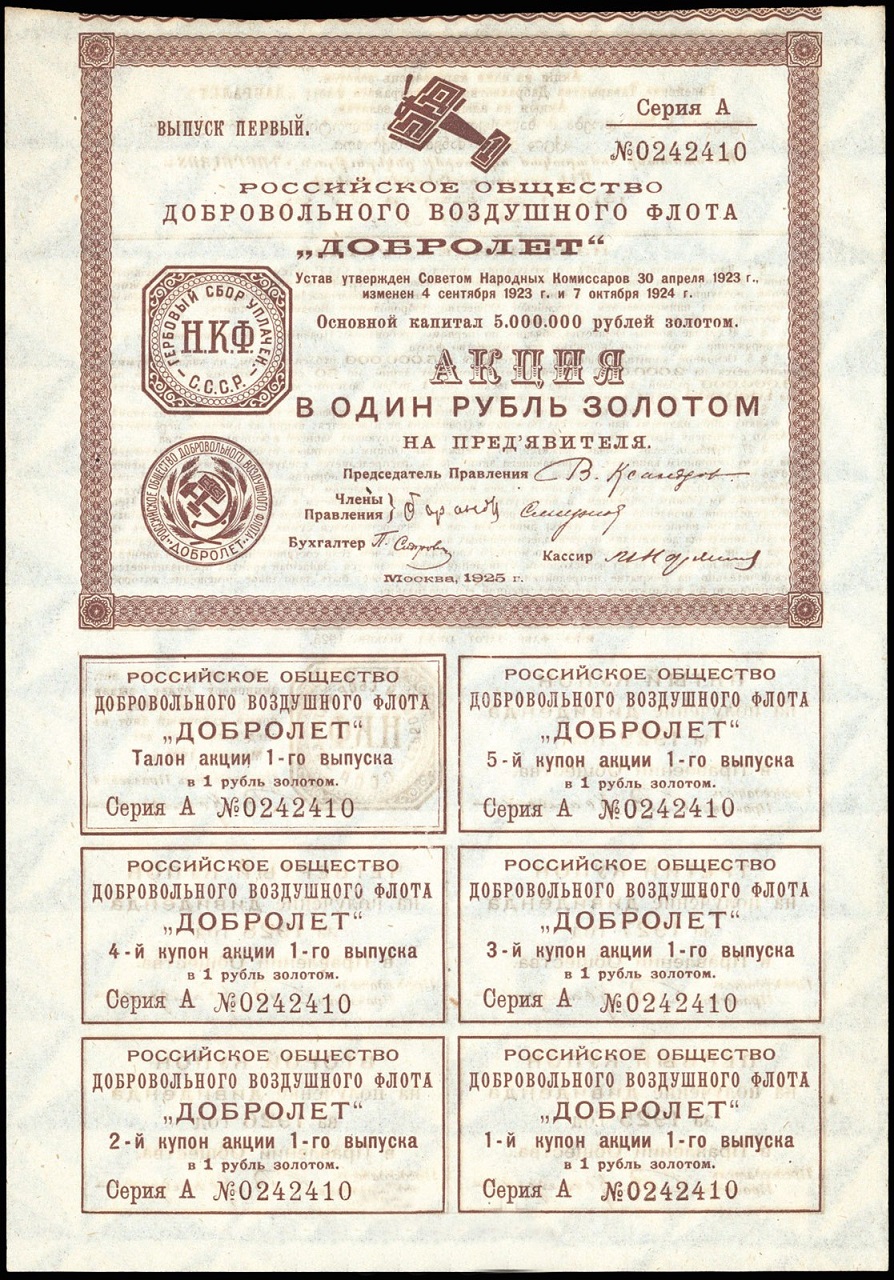 ВЫПУСК ПЕРВЫЙ.
Серия А
№0242410
РОССИЙСКОЕ ОБЩЕСТВО
ДОБРОВОЛЬНОГО ВОЗДУШНОГО ФЛОТА
„ДОБРОЛЕТ“
Устав утвержден Советом Народных Комиссаров 30 апреля 1923 г.,
изменен 4 сентября 1923 г. и 7 октября 1924 г.
Основной капитал 5.000.000 рублей золотом.
ГЕРБОВЫЙ СБОР УПЛАЧЕН.
Н.К.Ф.
С.С.С.Р.
АКЦИЯ
В ОДИН РУБЛЬ ЗОЛОТОМ
НА ПРЕД'ЯВИТЕЛЯ.
РОССИЙСКОЕ ОБЩЕСТВО ДОБРОВОЛЬНОГО ВОЗДУШНОГО ФЛОТА
„ДОБРОЛЕТ“
Председатель Правления
Члены
Правления
Бухгалтер
Кассир
Москва, 1925 г.
РОССИЙСКОЕ ОБЩЕСТВО
ДОБРОВОЛЬНОГО ВОЗДУШНОГО ФЛОТА
„ДОБРОЛЕТ“
Талон акции 1-го выпуска
в 1 рубль золотом.
Серия А №0242410
РОССИЙСКОЕ ОБЩЕСТВО
ДОБРОВОЛЬНОГО ВОЗДУШНОГО ФЛОТА
„ДОБРОЛЕТ“
5-й купон акции 1-го выпуска
в 1 рубль золотом.
Серия А №0242410
РОССИЙСКОЕ ОБЩЕСТВО
ДОБРОВОЛЬНОГО ВОЗДУШНОГО ФЛОТА
„ДОБРОЛЕТ“
4-й купон акции 1-го выпуска
в 1 рубль золотом.
Серия А №0242410
РОССИЙСКОЕ ОБЩЕСТВО
ДОБРОВОЛЬНОГО ВОЗДУШНОГО ФЛОТА
„ДОБРОЛЕТ“
3-й купон акции 1-го выпуска
в 1 рубль золотом.
Серия А №0242410
РОССИЙСКОЕ ОБЩЕСТВО
ДОБРОВОЛЬНОГО ВОЗДУШНОГО ФЛОТА
„ДОБРОЛЕТ“
2-й купон акции 1-го выпуска
в 1 рубль золотом.
Серия А №0242410
РОССИЙСКОЕ ОБЩЕСТВО
ДОБРОВОЛЬНОГО ВОЗДУШНОГО ФЛОТА
„ДОБРОЛЕТ“
1-й купон акции 1-го выпуска
в 1 рубль золотом.
Серия А №0242410